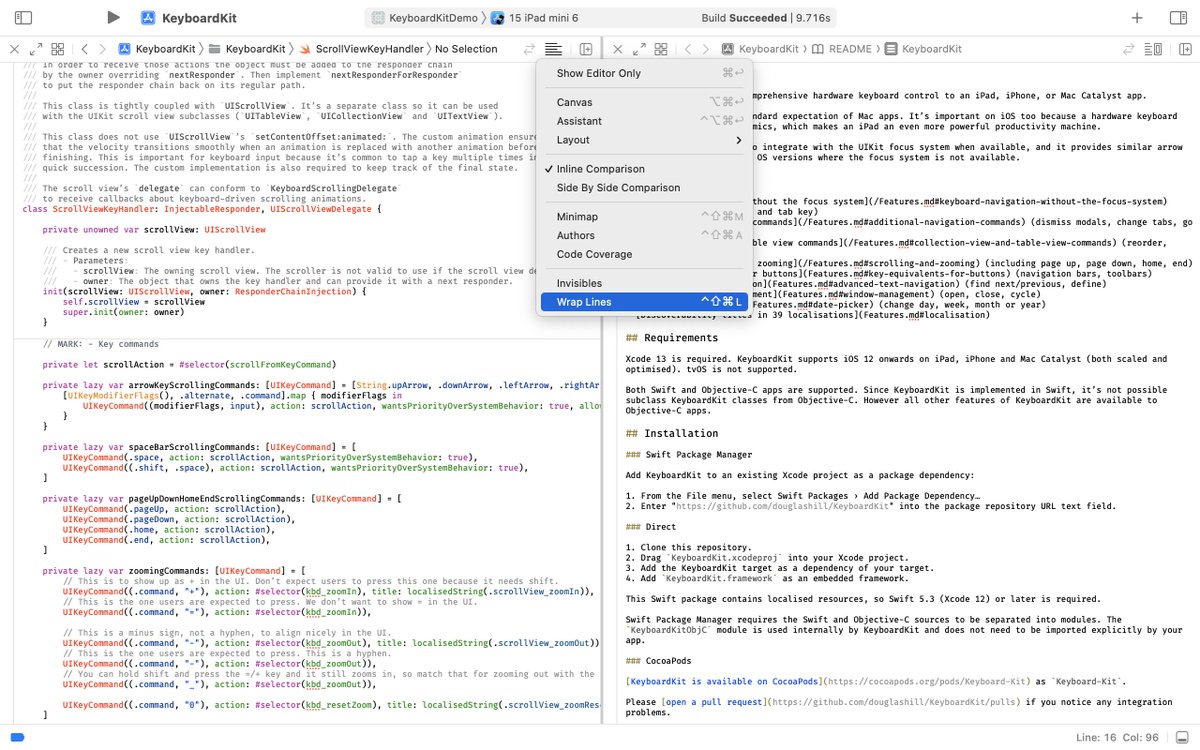 KeyboardKit
KeyboardKitDemo
15 iPad mini 6
Build Succeeded | 9.716s
KeyboardKit
KeyboardKit
ScrollViewKeyHandler
No Selection
KeyboardKit
README
KeyboardKit
/// In order to receive those actions the object must be added to the responder chain
/// by the owner overriding `nextResponder`. Then implement `nextResponderForResponder`
/// to put the responder chain back on its regular path.
///
/// This class is tightly coupled with `UIScrollView`. It's a separate class so it can be used
/// with the UIKit scroll view subclasses (`UITableView`, `UICollectionView` and `UITextView`).
///
/// This class does not use `UIScrollView`'s `setContentOffset:animated:`. The custom animation ensure
/// that the velocity transitions smoothly when an animation is replaced with another animation before
/// finishing. This is important for keyboard input because it's common to tap a key multiple times in
/// quick succession. The custom implementation is also required to keep track of the final state.
///
/// The scroll view's `delegate` can conform to `KeyboardScrollingDelegate`
/// to receive callbacks about keyboard-driven scrolling animations.
class ScrollViewKeyHandler: InjectableResponder, UIScrollViewDelegate {
private unowned var scrollView: UIScrollView
/// Creates a new scroll view key handler.
/// - Parameters:
///   - scrollView: The owning scroll view. The scroller is not valid to use if the scroll view de
///   - owner: The object that owns the key handler and can provide it with a next responder.
init(scrollView: UIScrollView, owner: ResponderChainInjection) {
self.scrollView = scrollView
super.init(owner: owner)
}
// MARK: - Key commands
private let scrollAction = #selector(scrollFromKeyCommand)
private lazy var arrowKeyScrollingCommands: [UIKeyCommand] = [String.upArrow, .downArrow, .leftArrow, .rightAr
[UIKeyModifierFlags(), .alternate, .command].map { modifierFlags in
UIKeyCommand((modifierFlags, input), action: scrollAction, wantsPriorityOverSystemBehavior: true, allow
}
}
private lazy var spaceBarScrollingCommands: [UIKeyCommand] = [
UIKeyCommand(.space, action: scrollAction, wantsPriorityOverSystemBehavior: true),
UIKeyCommand((.shift, .space), action: scrollAction, wantsPriorityOverSystemBehavior: true),
]
private lazy var pageUpDownHomeEndScrollingCommands: [UIKeyCommand] = [
UIKeyCommand(.pageUp, action: scrollAction),
UIKeyCommand(.pageDown, action: scrollAction),
UIKeyCommand(.home, action: scrollAction),
UIKeyCommand(.end, action: scrollAction),
]
private lazy var zoomingCommands: [UIKeyCommand] = [
// This is to show up as + in the UI. Don't expect users to press this one because it needs shift.
UIKeyCommand((.command, "+"), action: #selector(kbd_zoomIn), title: localisedString(.scrollView_zoomIn)),
// This is the one users are expected to press. We don't want to show = in the UI.
UIKeyCommand((.command, "="), action: #selector(kbd_zoomIn)),
// This is a minus sign, not a hyphen, to align nicely in the UI.
UIKeyCommand((.command, "−"), action: #selector(kbd_zoomOut), title: localisedString(.scrollView_zoomOut))
// This is the one users are expected to press. This is a hyphen.
UIKeyCommand((.command, "-"), action: #selector(kbd_zoomOut)),
// You can hold shift and press the =/+ key and it still zooms in, so match that for zooming out with the
UIKeyCommand((.command, "_"), action: #selector(kbd_zoomOut)),
UIKeyCommand((.command, "0"), action: #selector(kbd_resetZoom), title: localisedString(.scrollView_zoomRes
]
Show Editor Only ⌘↩
Canvas ⌥⌘↩
Assistant ^⌥⌘↩
Layout
✓ Inline Comparison
Side By Side Comparison
Minimap ^⇧⌘M
Authors ^⇧⌘A
Code Coverage
Invisibles
Wrap Lines ^⇧⌘L
mprehensive hardware keyboard control to an iPad, iPhone, or Mac Catalyst app.
ndard expectation of Mac apps. It's important on iOS too because a hardware keyboard
mics, which makes an iPad an even more powerful productivity machine.
o integrate with the UIKit focus system when available, and it provides similar arrow
OS versions where the focus system is not available.
thout the focus system](/Features.md#keyboard-navigation-without-the-focus-system)
and tab key)
ommands](/Features.md#additional-navigation-commands) (dismiss modals, change tabs, go
ble view commands](/Features.md#collection-view-and-table-view-commands) (reorder,
zooming](/Features.md#scrolling-and-zooming) (including page up, page down, home, end)
r buttons](Features.md#key-equivalents-for-buttons) (navigation bars, toolbars)
ation](Features.md#advanced-text-navigation) (find next/previous, define)
ment](Features.md#window-management) (open, close, cycle)
Features.md#date-picker) (change day, week, month or year)
[Discoverability titles in 39 localisations](Features.md#localisation)
## Requirements
Xcode 13 is required. KeyboardKit supports iOS 12 onwards on iPad, iPhone and Mac Catalyst (both scaled and
optimised). tvOS is not supported.
Both Swift and Objective-C apps are supported. Since KeyboardKit is implemented in Swift, it's not possible
subclass KeyboardKit classes from Objective-C. However all other features of KeyboardKit are available to
Objective-C apps.
## Installation
### Swift Package Manager
Add KeyboardKit to an existing Xcode project as a package dependency:
1. From the File menu, select Swift Packages › Add Package Dependency…
2. Enter "https://github.com/douglashill/KeyboardKit" into the package repository URL text field.
### Direct
1. Clone this repository.
2. Drag `KeyboardKit.xcodeproj` into your Xcode project.
3. Add the KeyboardKit target as a dependency of your target.
4. Add `KeyboardKit.framework` as an embedded framework.
This Swift package contains localised resources, so Swift 5.3 (Xcode 12) or later is required.
Swift Package Manager requires the Swift and Objective-C sources to be separated into modules. The
`KeyboardKitObjC` module is used internally by KeyboardKit and does not need to be imported explicitly by your
app.
### CocoaPods
[KeyboardKit is available on CocoaPods](https://cocoapods.org/pods/Keyboard-Kit) as `Keyboard-Kit`.
Please [open a pull request](https://github.com/douglashill/KeyboardKit/pulls) if you notice any integration
problems.
Line: 16 Col: 96